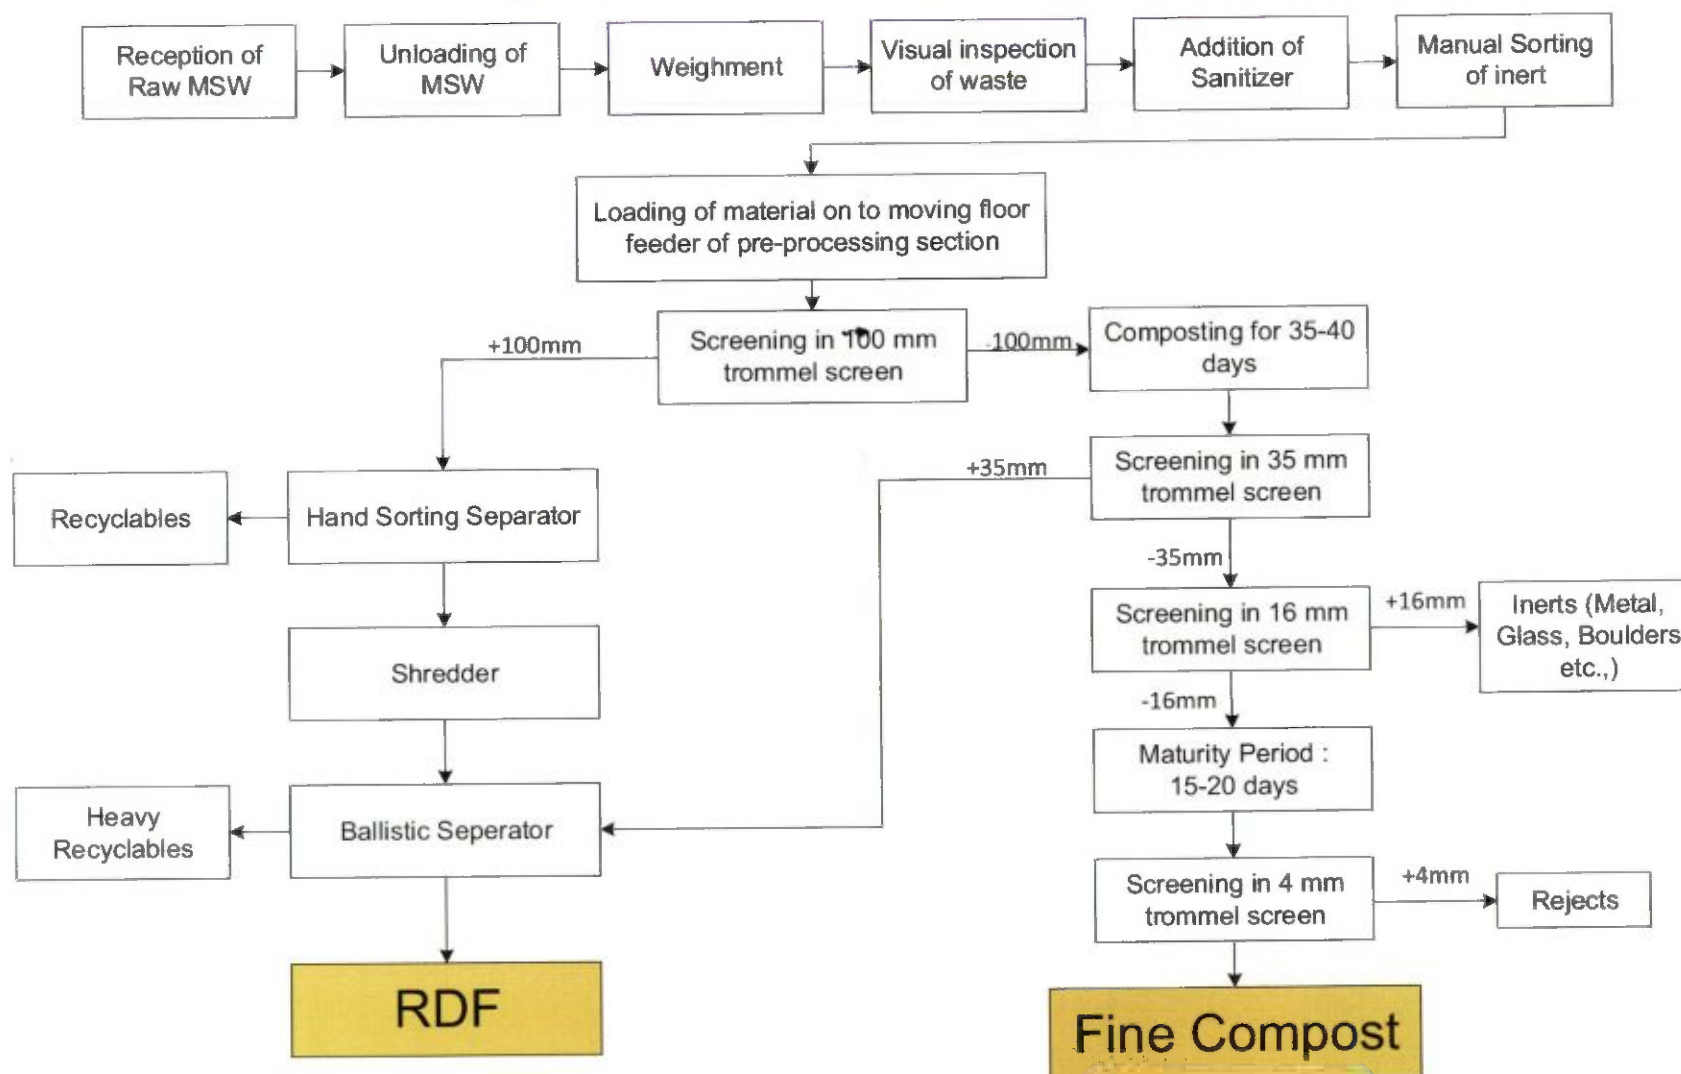 Reception of
Raw MSW
Unloading of
MSW
Weighment
Visual inspection
of waste
Addition of
Sanitizer
Manual Sorting
of inert
Loading of material on to moving floor
feeder of pre-processing section
+100mm
Screening in 100 mm
trommel screen
-100mm
Composting for 35-40
days
+35mm
Screening in 35 mm
trommel screen
Recyclables
Hand Sorting Separator
-35mm
Screening in 16 mm
trommel screen
+16mm
Inerts (Metal,
Glass, Boulders
etc.,)
Shredder
-16mm
Maturity Period :
15-20 days
Heavy
Recyclables
Ballistic Seperator
Screening in 4 mm
trommel screen
+4mm
Rejects
RDF
Fine Compost